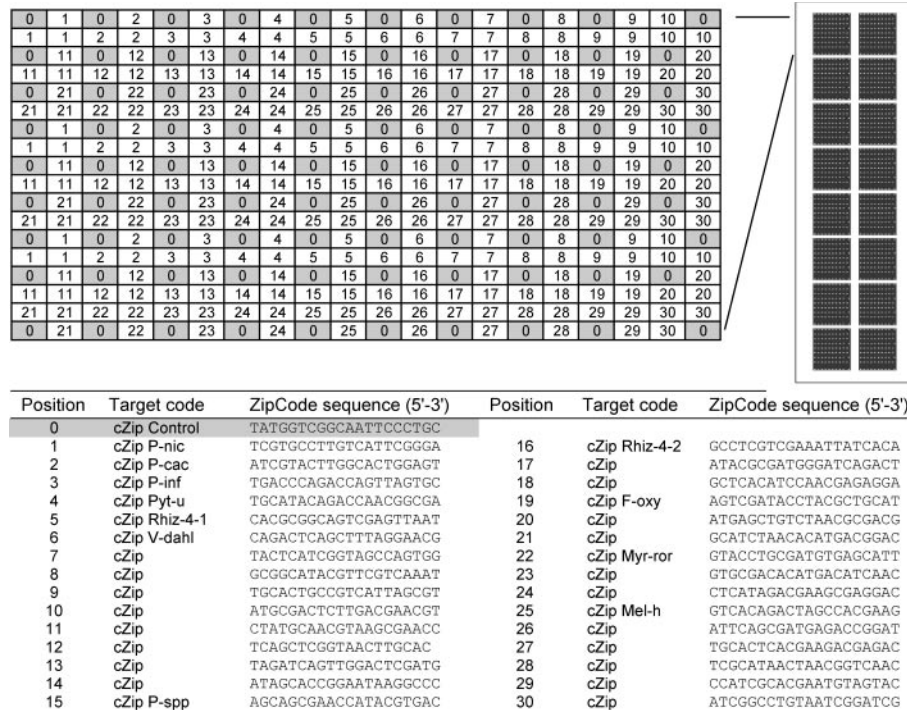 0 1 0 2 0 3 0 4 0 5 0 6 0 7 0 8 0 9 10 0
1 1 2 2 3 3 4 4 5 5 6 6 7 7 8 8 9 9 10 10
0 11 0 12 0 13 0 14 0 15 0 16 0 17 0 18 0 19 0 20
11 11 12 12 13 13 14 14 15 15 16 16 17 17 18 18 19 19 20 20
0 21 0 22 0 23 0 24 0 25 0 26 0 27 0 28 0 29 0 30
21 21 22 22 23 23 24 24 25 25 26 26 27 27 28 28 29 29 30 30
0 1 0 2 0 3 0 4 0 5 0 6 0 7 0 8 0 9 10 0
1 1 2 2 3 3 4 4 5 5 6 6 7 7 8 8 9 9 10 10
0 11 0 12 0 13 0 14 0 15 0 16 0 17 0 18 0 19 0 20
11 11 12 12 13 13 14 14 15 15 16 16 17 17 18 18 19 19 20 20
0 21 0 22 0 23 0 24 0 25 0 26 0 27 0 28 0 29 0 30
21 21 22 22 23 23 24 24 25 25 26 26 27 27 28 28 29 29 30 30
0 1 0 2 0 3 0 4 0 5 0 6 0 7 0 8 0 9 10 0
1 1 2 2 3 3 4 4 5 5 6 6 7 7 8 8 9 9 10 10
0 11 0 12 0 13 0 14 0 15 0 16 0 17 0 18 0 19 0 20
11 11 12 12 13 13 14 14 15 15 16 16 17 17 18 18 19 19 20 20
21 21 22 22 23 23 24 24 25 25 26 26 27 27 28 28 29 29 30 30
0 21 0 22 0 23 0 24 0 25 0 26 0 27 0 28 0 29 30 0
Position Target code ZipCode sequence (5'-3') Position Target code ZipCode sequence (5'-3')
0 cZip Control TATGGTCGGCAATTCCCTGC
1 cZip P-nic TCGTGCCTTGTCATTCGGGA 16 cZip Rhiz-4-2 GCCTCGTCGAAATTATCACA
2 cZip P-cac ATCGTACTTGGCACTGGAGT 17 cZip ATACGCGATGGGATCAGACT
3 cZip P-inf TGACCCAGACCAGTTAGTGC 18 cZip GCTCACATCCAACGAGAGGA
4 cZip Pyt-u TGCATACAGACCAACGGCGA 19 cZip F-oxy AGTCGATACCTACGCTGCAT
5 cZip Rhiz-4-1 CACGCGGCAGTCGAGTTAAT 20 cZip ATGAGCTGTCTAACGCGACG
6 cZip V-dahl CAGACTCAGCTTTAGGAACG 21 cZip GCATCTAACACATGACGGAC
7 cZip TACTCATCGGTAGCCAGTGG 22 cZip Myr-ror GTACCTGCGATGTGAGCATT
8 cZip GCGGCATACGTTCGTCAAAT 23 cZip GTGCGACACATGACATCAAC
9 cZip TGCACTGCCGTCATTAGCGT 24 cZip CTCATAGACGAAGCGAGGAC
10 cZip ATGCGACTCTTGACGAACGT 25 cZip Mel-h GTCACAGACTAGCCACGAAG
11 cZip CTATGCAACGTAAGCGAACC 26 cZip ATTCAGCGATGAGACCGGAT
12 cZip TCAGCTCGGTAACTTGCAC 27 cZip TGCACTCACGAAGACGAGAC
13 cZip TAGATCAGTTGGACTCGATG 28 cZip TCGCATAACTAACGGTCAAC
14 cZip ATAGCACCGGAATAAGGCCC 29 cZip CCATCGCACGAATGTAGTAC
15 cZip P-spp AGCAGCGAACCATACGTGAC 30 cZip ATCGGCCTGTAATCGGATCG